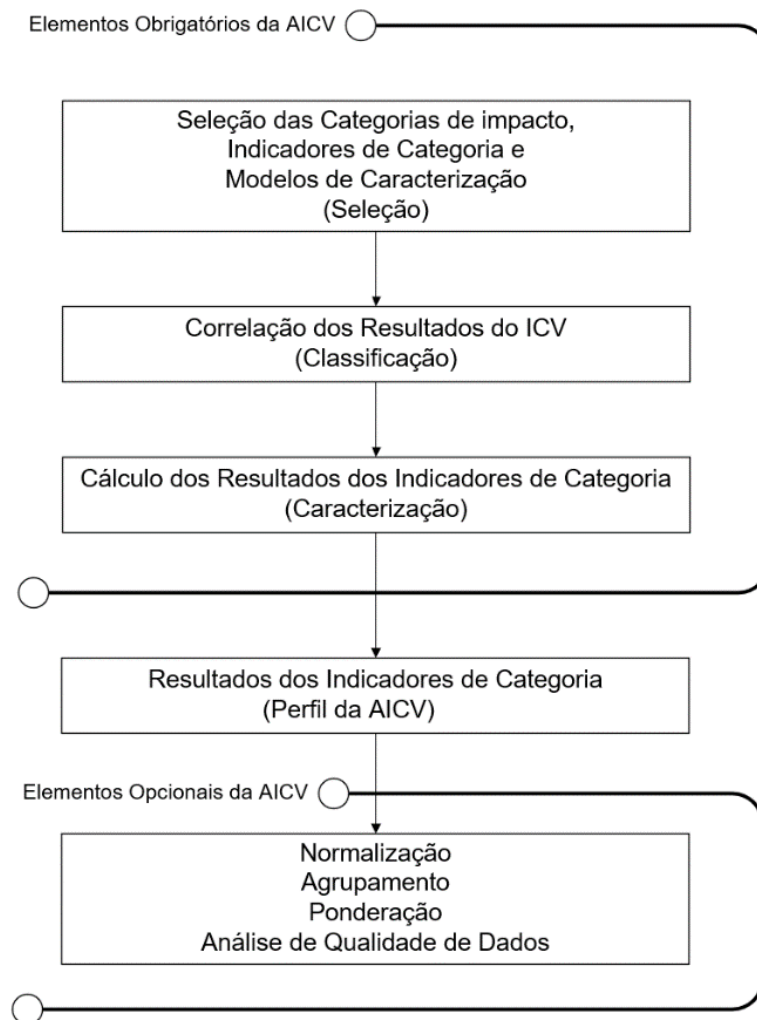 Elementos Obrigatórios da AICV
Seleção das Categorias de impacto,
Indicadores de Categoria e
Modelos de Caracterização
(Seleção)
Correlação dos Resultados do ICV
(Classificação)
Cálculo dos Resultados dos Indicadores de Categoria
(Caracterização)
Resultados dos Indicadores de Categoria
(Perfil da AICV)
Elementos Opcionais da AICV
Normalização
Agrupamento
Ponderação
Análise de Qualidade de Dados